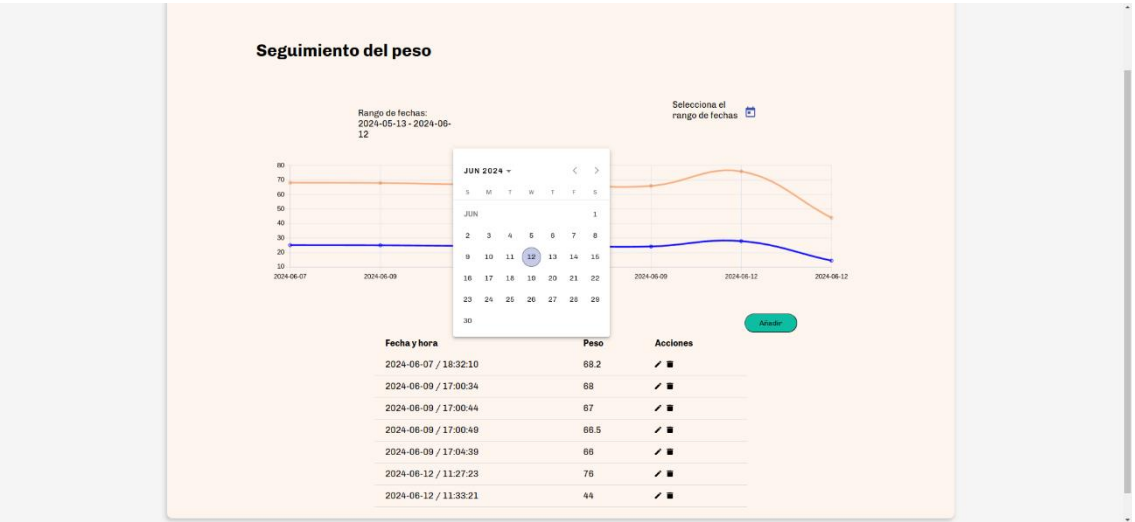 Seguimiento del peso
Rango de fechas:
2024-05-13 - 2024-06-
12
Selecciona el
rango de fechas
80
70
60
50
40
30
20
10
2024-06-07
2024-06-09
2024-06-09
2024-06-12
2024-06-12
JUN 2024
S M T W T F S
JUN 1
2 3 4 5 6 7 8
9 10 11 12 13 14 15
16 17 18 19 20 21 22
23 24 25 26 27 28 29
30
Añadir
Fecha y hora Peso Acciones
2024-06-07 / 18:32:10 68.2
2024-06-09 / 17:00:34 68
2024-06-09 / 17:00:44 67
2024-06-09 / 17:00:49 66.5
2024-06-09 / 17:04:39 66
2024-06-12 / 11:27:23 76
2024-06-12 / 11:33:21 44